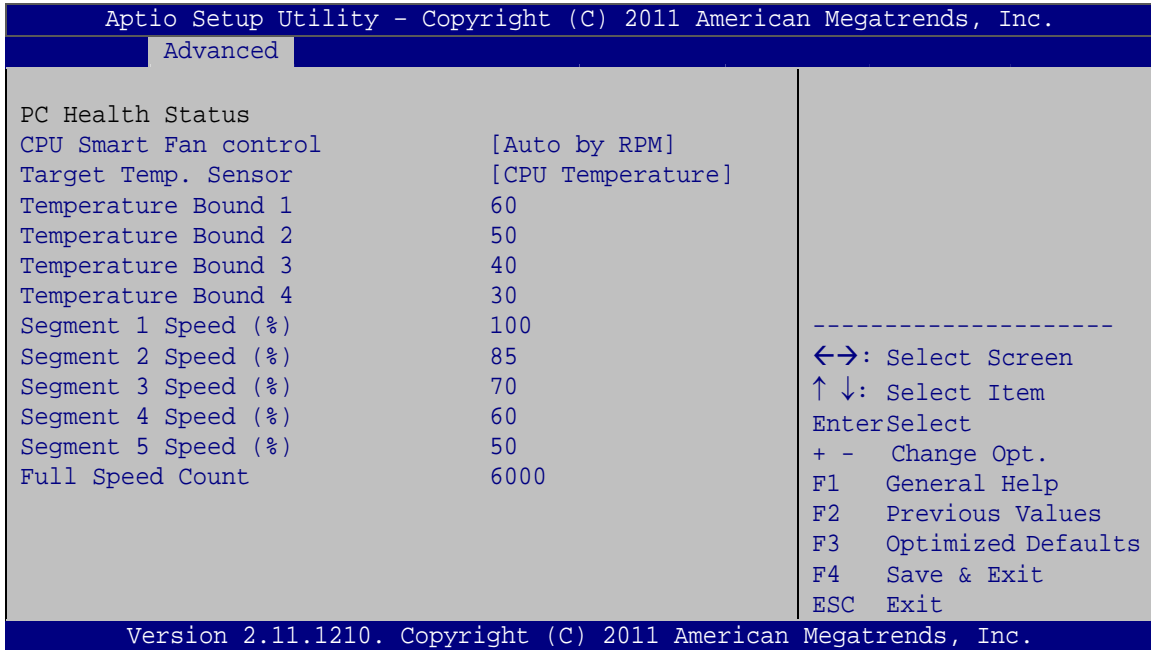 Aptio Setup Utility – Copyright (C) 2011 American Megatrends, Inc.
Advanced
PC Health Status
CPU Smart Fan control [Auto by RPM]
Target Temp. Sensor [CPU Temperature]
Temperature Bound 1 60
Temperature Bound 2 50
Temperature Bound 3 40
Temperature Bound 4 30
Segment 1 Speed (%) 100
Segment 2 Speed (%) 85
Segment 3 Speed (%) 70
Segment 4 Speed (%) 60
Segment 5 Speed (%) 50
Full Speed Count 6000
---------------------
←→: Select Screen
↑ ↓: Select Item
EnterSelect
+ - Change Opt.
F1 General Help
F2 Previous Values
F3 Optimized Defaults
F4 Save & Exit
ESC Exit
Version 2.11.1210. Copyright (C) 2011 American Megatrends, Inc.